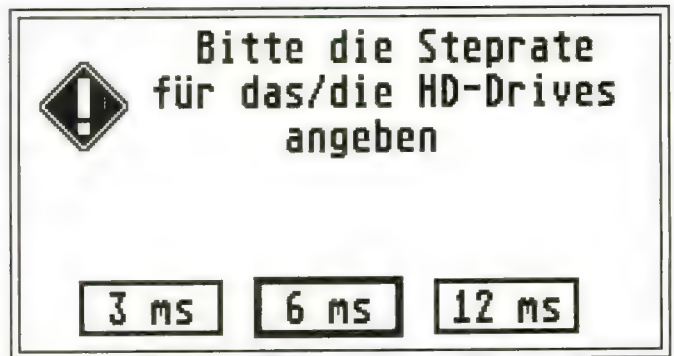 Bitte die Steprate
für das/die HD-Drives
angeben
3 ms 6 ms 12 ms